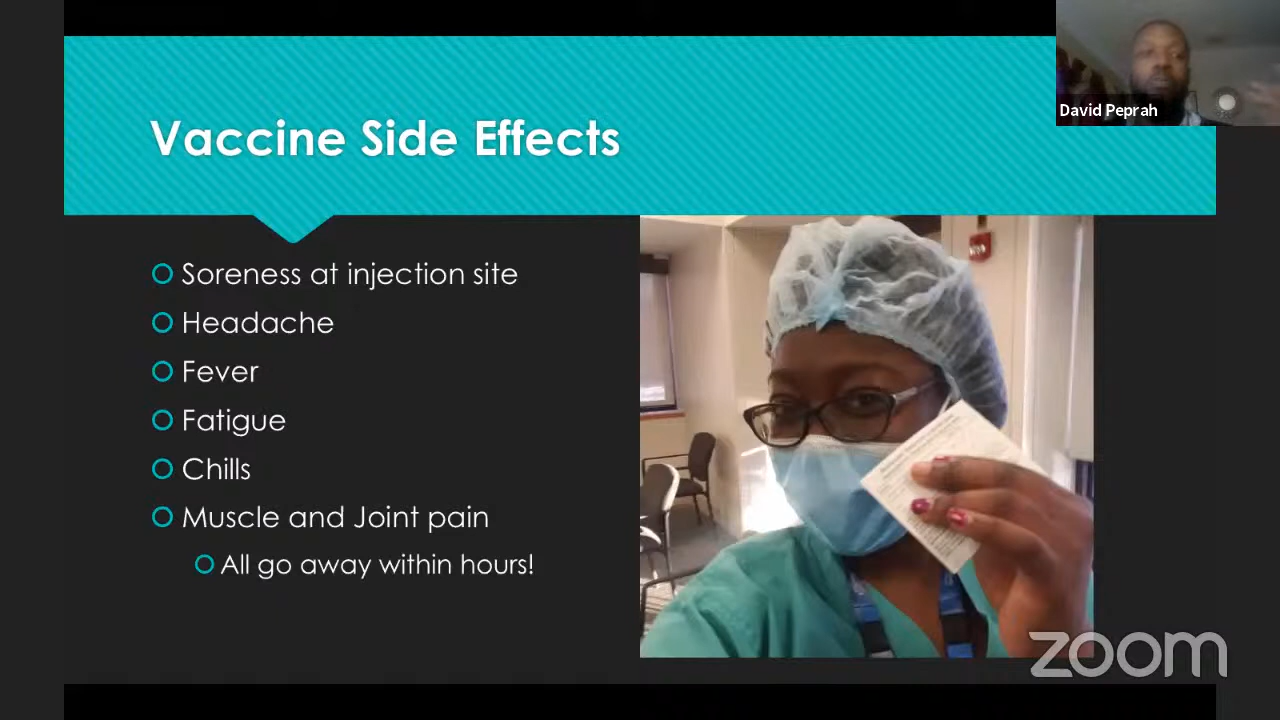 David Peprah
Vaccine Side Effects
Soreness at injection site
Headache
Fever
Fatigue
Chills
Muscle and Joint pain
All go away within hours!
zoom